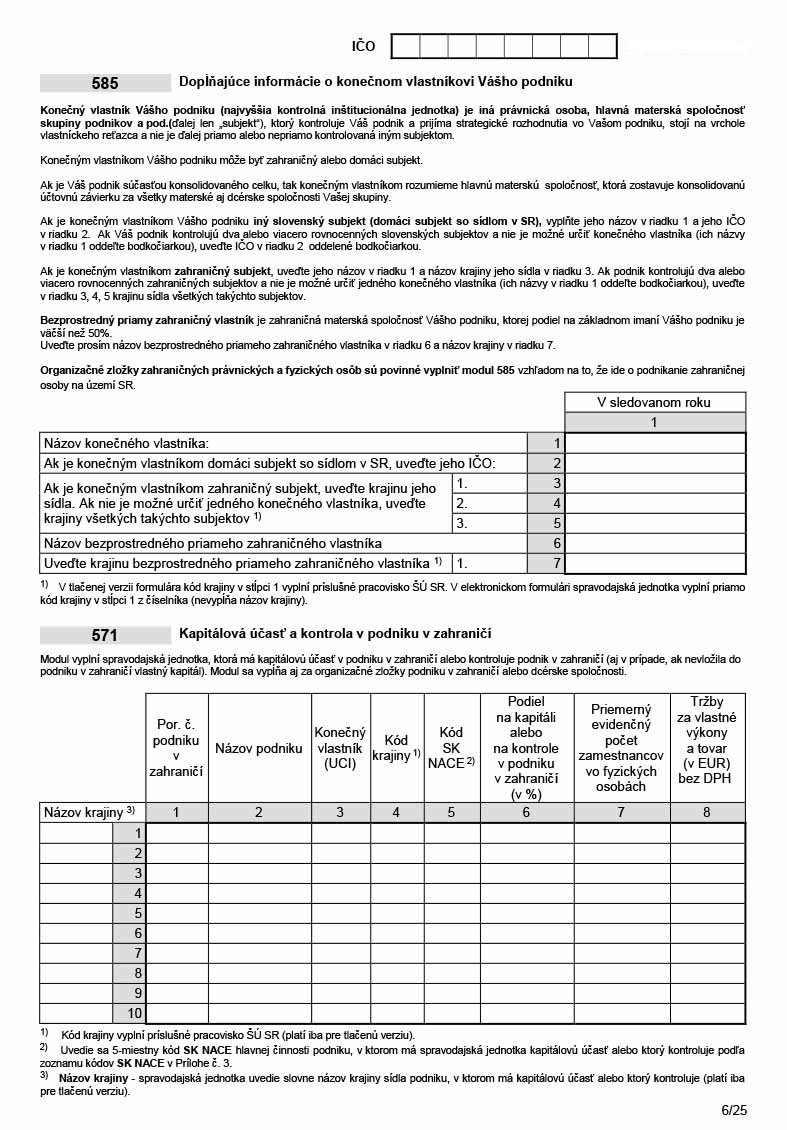 IČO
585 Doplňajúce informácie o konečnom vlastníkovi Vášho podniku
Konečný vlastník Vášho podniku (najvyššia kontrolná inštitucionálna jednotka) je iná právnická osoba, hlavná materská spoločnosť
skupiny podnikov a pod.(ďalej len „subjekt“), ktorý kontroluje Váš podnik a prijíma strategické rozhodnutia vo Vašom podniku, stojí na vrchole
vlastníckeho reťazca a nie je ďalej priamo alebo nepriamo kontrolovaná iným subjektom.
Konečným vlastníkom Vášho podniku môže byť zahraničný alebo domáci subjekt.
Ak je Váš podnik súčasťou konsolidovaného celku, tak konečným vlastníkom rozumieme hlavnú materskú spoločnosť, ktorá zostavuje konsolidovanú
účtovnú závierku za všetky materské aj dcérske spoločnosti Vašej skupiny.
Ak je konečným vlastníkom Vášho podniku iný slovenský subjekt (domáci subjekt so sídlom v SR), vyplňte jeho názov v riadku 1 a jeho IČO
v riadku 2. Ak Váš podnik kontrolujú dva alebo viacero rovnocenných slovenských subjektov a nie je možné určiť konečného vlastníka (ich názvy
v riadku 1 oddeľte bodkočiarkou), uveďte IČO v riadku 2 oddelené bodkočiarkou.
Ak je konečným vlastníkom zahraničný subjekt, uveďte jeho názov v riadku 1 a názov krajiny jeho sídla v riadku 3. Ak podnik kontrolujú dva alebo
viacero rovnocenných zahraničných subjektov a nie je možné určiť jedného konečného vlastníka (ich názvy v riadku 1 oddeľte bodkočiarkou), uveďte
v riadku 3, 4, 5 krajinu sídla všetkých takýchto subjektov.
Bezprostredný priamy zahraničný vlastník je zahraničná materská spoločnosť Vášho podniku, ktorej podiel na základnom imaní Vášho podniku je
väčší než 50%.
Uveďte prosím názov bezprostredného priameho zahraničného vlastníka v riadku 6 a názov krajiny v riadku 7.
Organizačné zložky zahraničných právnických a fyzických osôb sú povinné vyplniť modul 585 vzhľadom na to, že ide o podnikanie zahraničnej
osoby na území SR.
V sledovanom roku
1
Názov konečného vlastníka: 1
Ak je konečným vlastníkom domáci subjekt so sídlom v SR, uveďte jeho IČO: 2
Ak je konečným vlastníkom zahraničný subjekt, uveďte krajinu jeho
sídla. Ak nie je možné určiť jedného konečného vlastníka, uveďte
krajiny všetkých takýchto subjektov 1)
1. 3
2. 4
3. 5
Názov bezprostredného priameho zahraničného vlastníka 6
Uveďte krajinu bezprostredného priameho zahraničného vlastníka 1) 1. 7
1) V tlačenej verzii formulára kód krajiny v stĺpci 1 vyplní príslušné pracovisko ŠÚ SR. V elektronickom formulári spravodajská jednotka vyplní priamo
kód krajiny v stĺpci 1 z číselníka (nevypĺňa názov krajiny).
571 Kapitálová účasť a kontrola v podniku v zahraničí
Modul vyplní spravodajská jednotka, ktorá má kapitálovú účasť v podniku v zahraničí alebo kontroluje podnik v zahraničí (aj v prípade, ak nevložila do
podniku v zahraničí vlastný kapitál). Modul sa vypĺňa aj za organizačné zložky podniku v zahraničí alebo dcérske spoločnosti.
Por. č.
podniku
v
zahraničí
Názov podniku
Konečný
vlastník
(UCI)
Kód
krajiny 1)
Kód
SK
NACE 2)
Podiel
na kapitáli
alebo
na kontrole
v podniku
v zahraničí
(v %)
Priemerný
evidenčný
počet
zamestnancov
vo fyzických
osobách
Tržby
za vlastné
výkony
a tovar
(v EUR)
bez DPH
Názov krajiny 3) 1 2 3 4 5 6 7 8
1
2
3
4
5
6
7
8
9
10
1) Kód krajiny vyplní príslušné pracovisko ŠÚ SR (platí iba pre tlačenú verziu).
2) Uvedie sa 5-miestny kód SK NACE hlavnej činnosti podniku, v ktorom má spravodajská jednotka kapitálovú účasť alebo ktorý kontroluje podľa
zoznamu kódov SK NACE v Prílohe č. 3.
3) Názov krajiny - spravodajská jednotka uvedie slovne názov krajiny sídla podniku, v ktorom má kapitálovú účasť alebo ktorý kontroluje (platí iba
pre tlačenú verziu).
6/25